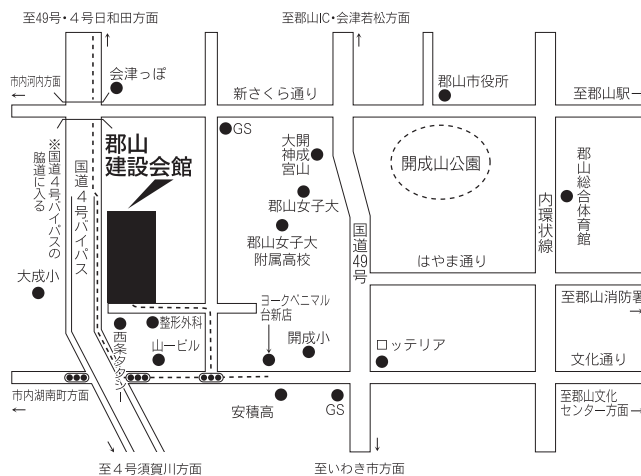 至49号・4号日和田方面
至郡山IC・会津若松方面
市内河内方面
会津っぽ
新さくら通り
郡山市役所
至郡山駅
GS
郡山
建設会館
大成小
※国道4号バイパスの
脇道に入る
国道4号バイパス
開成山
大神宮
郡山女子大
郡山女子大
附属高校
開成山公園
国道49号
内環状線
郡山総合体育館
はやま通り
至郡山消防署
ヨークベニマル
台新店
整形外科
西条タクシー
山一ビル
開成小
ロッテリア
文化通り
市内湖南町方面
安積高
GS
至郡山文化
センター方面
至4号須賀川方面
至いわき市方面